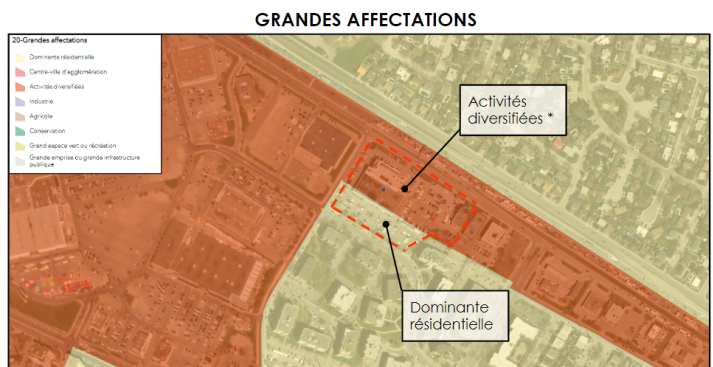 GRANDES AFFECTATIONS
20-Grandes affectations
Dominante résidentielle
Centre-ville d'agglomération
Activités diversifiées
Industrie
Agricole
Conservation
Grand espace vert ou récréation
Grande emprise ou grande infrastructure
publique
Activités
diversifiées *
Dominante
résidentielle